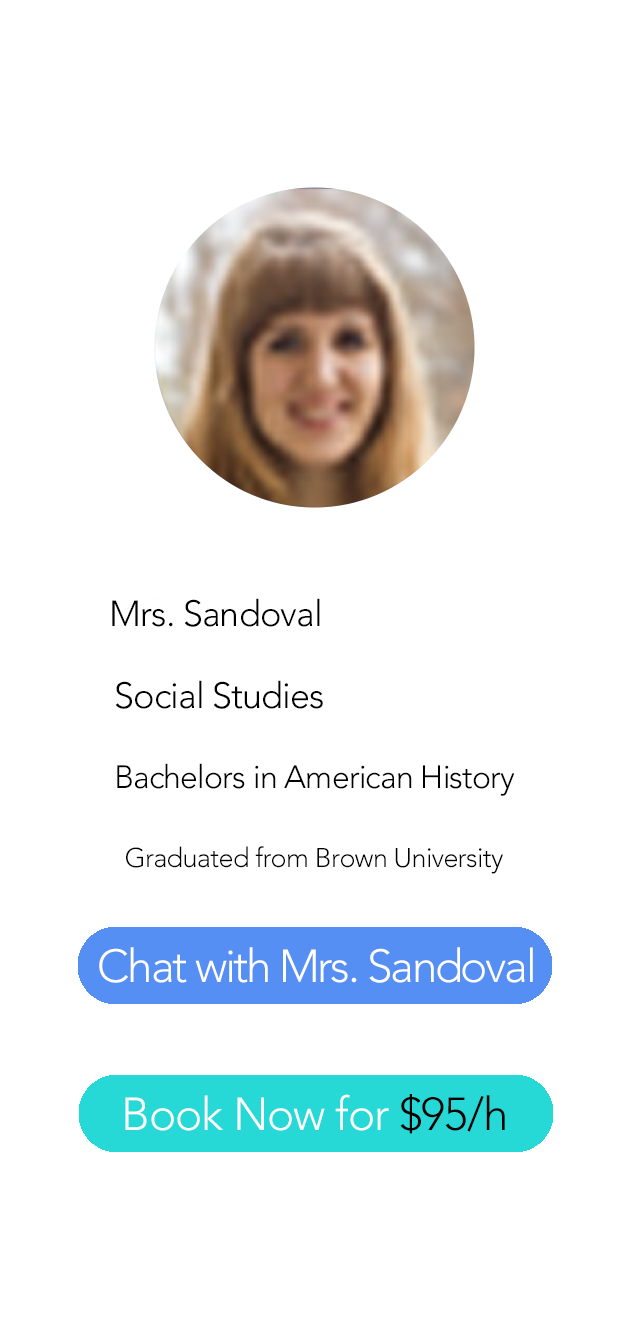 Mrs. Sandoval
Social Studies
Bachelors in American History
Graduated from Brown University
Chat with Mrs. Sandoval
Book Now for $95/h